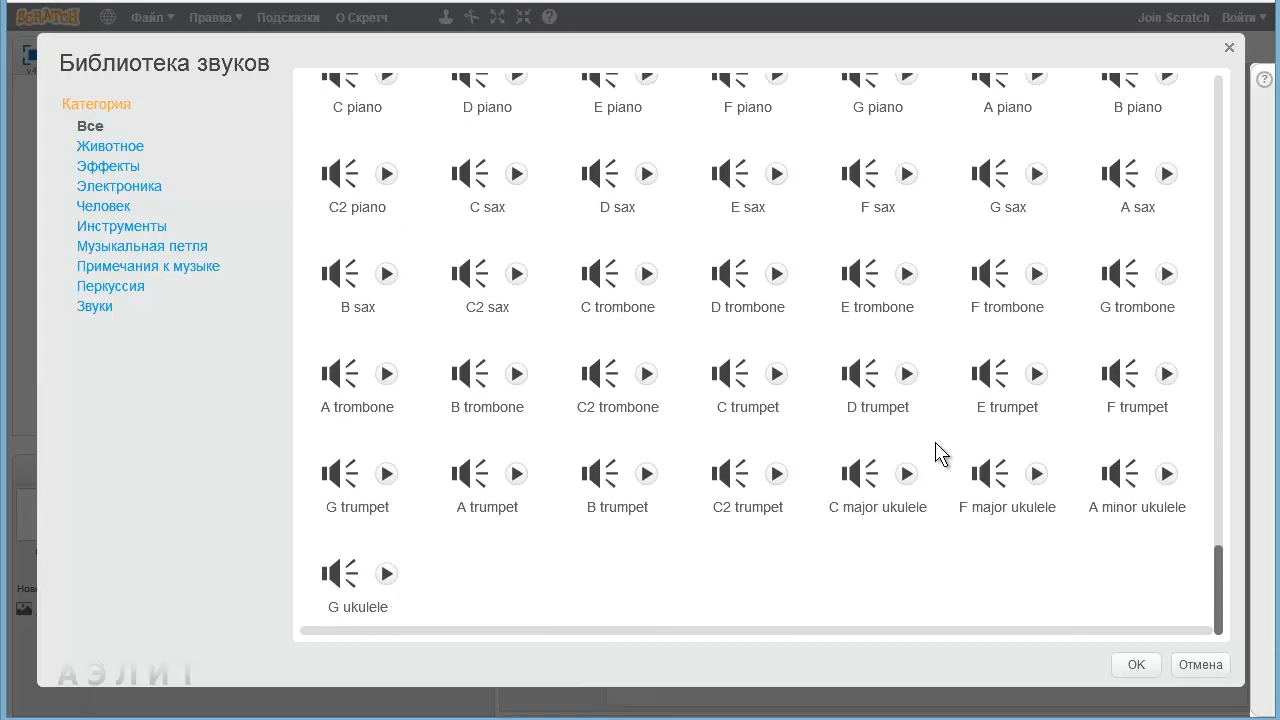 SCRATCH Файл Правка Подсказки О Скретч Join Scratch Войти
Библиотека звуков
Категория
Все
Животное
Эффекты
Электроника
Человек
Инструменты
Музыкальная петля
Примечания к музыке
Перкуссия
Звуки
C piano D piano E piano F piano G piano A piano B piano
C2 piano C sax D sax E sax F sax G sax A sax
B sax C2 sax C trombone D trombone E trombone F trombone G trombone
A trombone B trombone C2 trombone C trumpet D trumpet E trumpet F trumpet
G trumpet A trumpet B trumpet C2 trumpet C major ukulele F major ukulele A minor ukulele
G ukulele
OK Отмена
АЭЛИТ